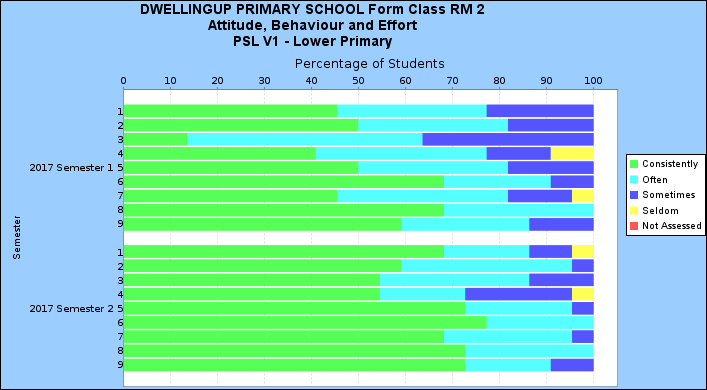 DWELLINGUP PRIMARY SCHOOL Form Class RM 2
Attitude, Behaviour and Effort
PSL V1 - Lower Primary
Percentage of Students
0 10 20 30 40 50 60 70 80 90 100
1
2
3
4
2017 Semester 1 5
6
7
8
9
Semester
1
2
3
4
2017 Semester 2 5
6
7
8
9
Consistently
Often
Sometimes
Seldom
Not Assessed